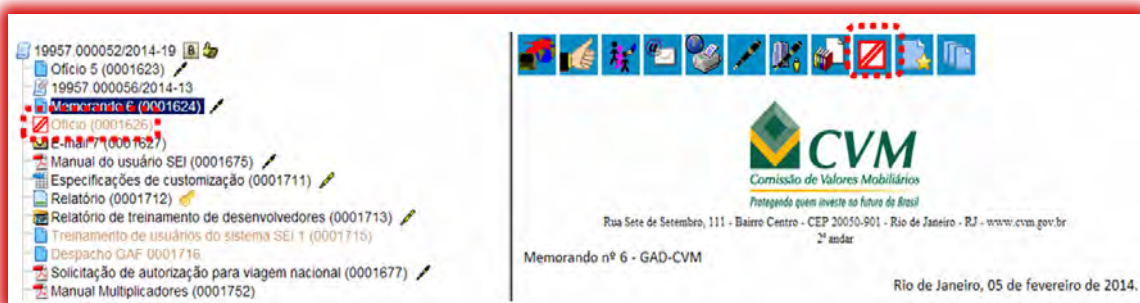 19957.000052/2014-19
Ofício 5 (0001623)
19957.000056/2014-13
Memorando 6 (0001624)
Ofício (0001626)
E-mail 7 (0001627)
Manual do usuário SEI (0001675)
Especificações de customização (0001711)
Relatório (0001712)
Relatório de treinamento de desenvolvedores (0001713)
Treinamento de usuários do sistema SEI 1 (0001715)
Despacho GAF 0001716
Solicitação de autorização para viagem nacional (0001677)
Manual Multiplicadores (0001752)
CVM
Comissão de Valores Mobiliários
Protegendo quem investe no futuro do Brasil
Rua Sete de Setembro, 111 - Bairro Centro - CEP 20050-901 - Rio de Janeiro - RJ - www.cvm.gov.br
2º andar
Memorando nº 6 - GAD-CVM
Rio de Janeiro, 05 de fevereiro de 2014.